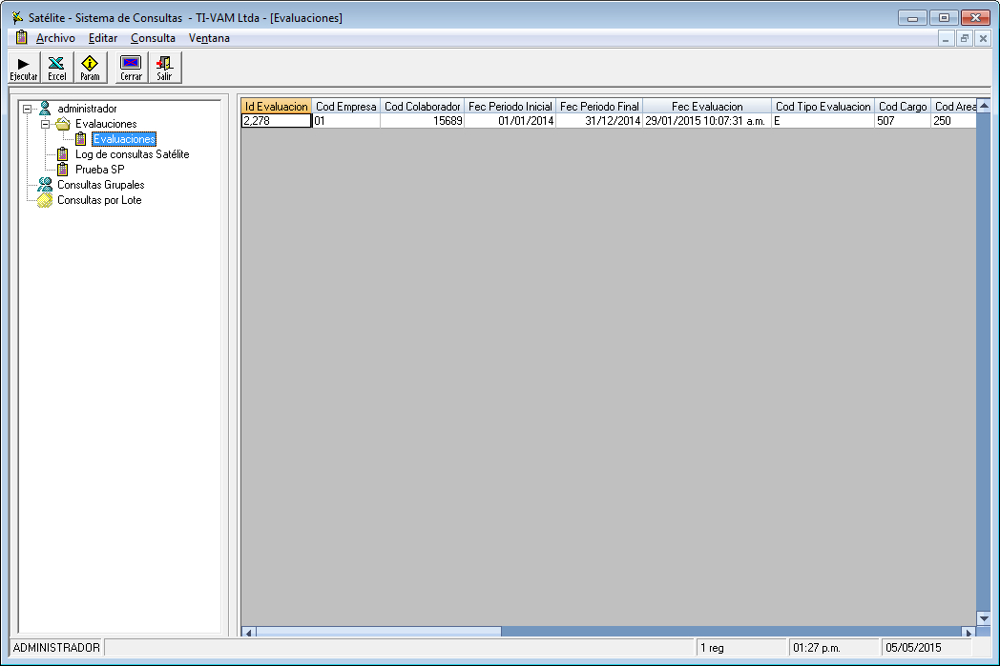 Satélite - Sistema de Consultas - TI-VAM Ltda - [Evaluaciones]
Archivo Editar Consulta Ventana
Ejecutar Excel Param Cerrar Salir
administrador
Evalauciones
Evaluaciones
Log de consultas Satélite
Prueba SP
Consultas Grupales
Consultas por Lote
Id Evaluacion Cod Empresa Cod Colaborador Fec Periodo Inicial Fec Periodo Final Fec Evaluacion Cod Tipo Evaluacion Cod Cargo Cod Area
2,278 01 15689 01/01/2014 31/12/2014 29/01/2015 10:07:31 a.m. E 507 250
ADMINISTRADOR 1 reg 01:27 p.m. 05/05/2015